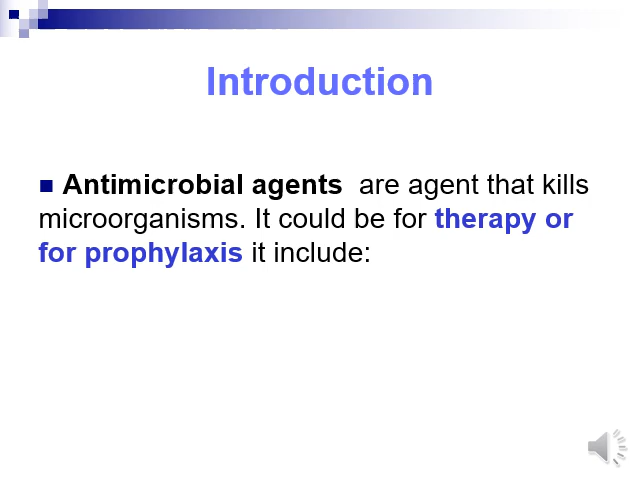 Introduction
Antimicrobial agents are agent that kills
microorganisms. It could be for therapy or
for prophylaxis it include: